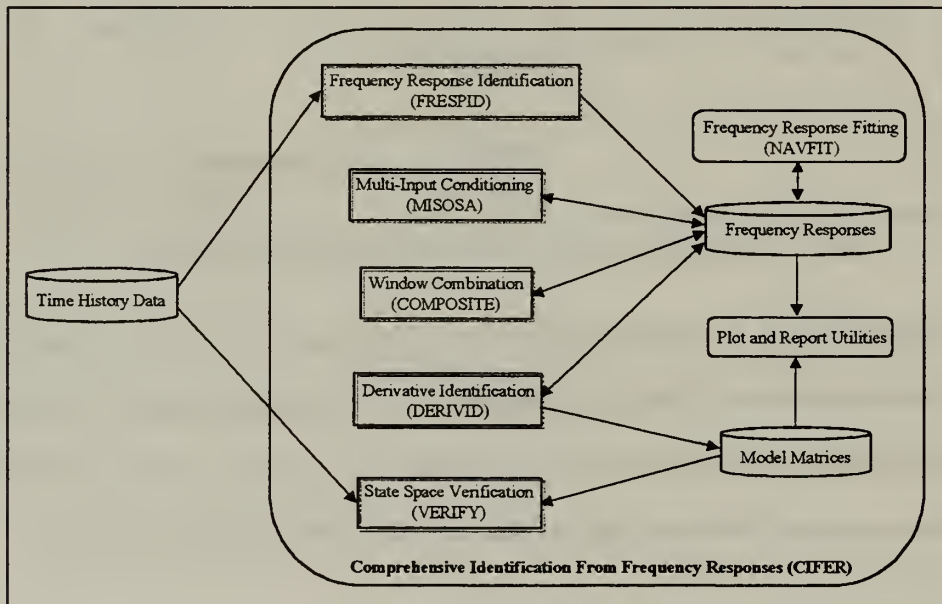 Frequency Response Identification
(FRESPID)
Frequency Response Fitting
(NAVFIT)
Multi-Input Conditioning
(MISOSA)
Frequency Responses
Time History Data
Window Combination
(COMPOSITE)
Plot and Report Utilities
Derivative Identification
(DERIVID)
Model Matrices
State Space Verification
(VERIFY)
Comprehensive Identification From Frequency Responses (CIFER)